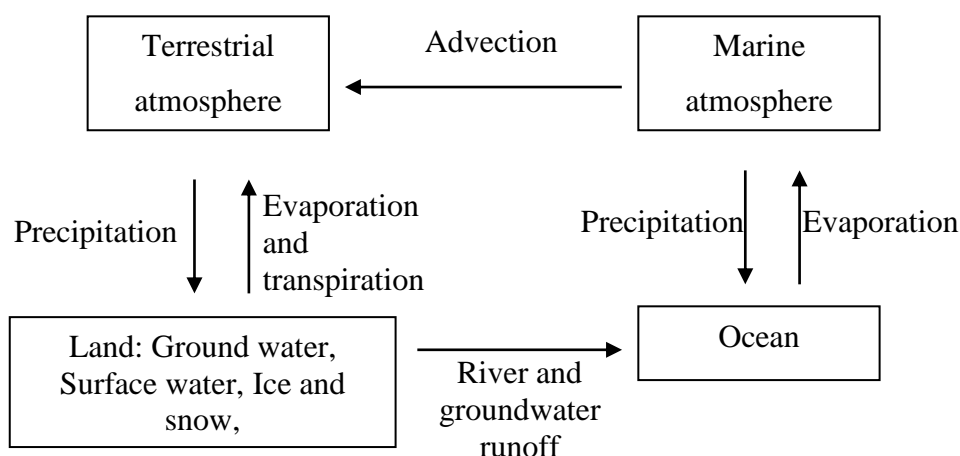 Terrestrial
atmosphere
Advection
Marine
atmosphere
Precipitation
Evaporation
and
transpiration
Precipitation
Evaporation
Land: Ground water,
Surface water, Ice and
snow,
River and
groundwater
runoff
Ocean